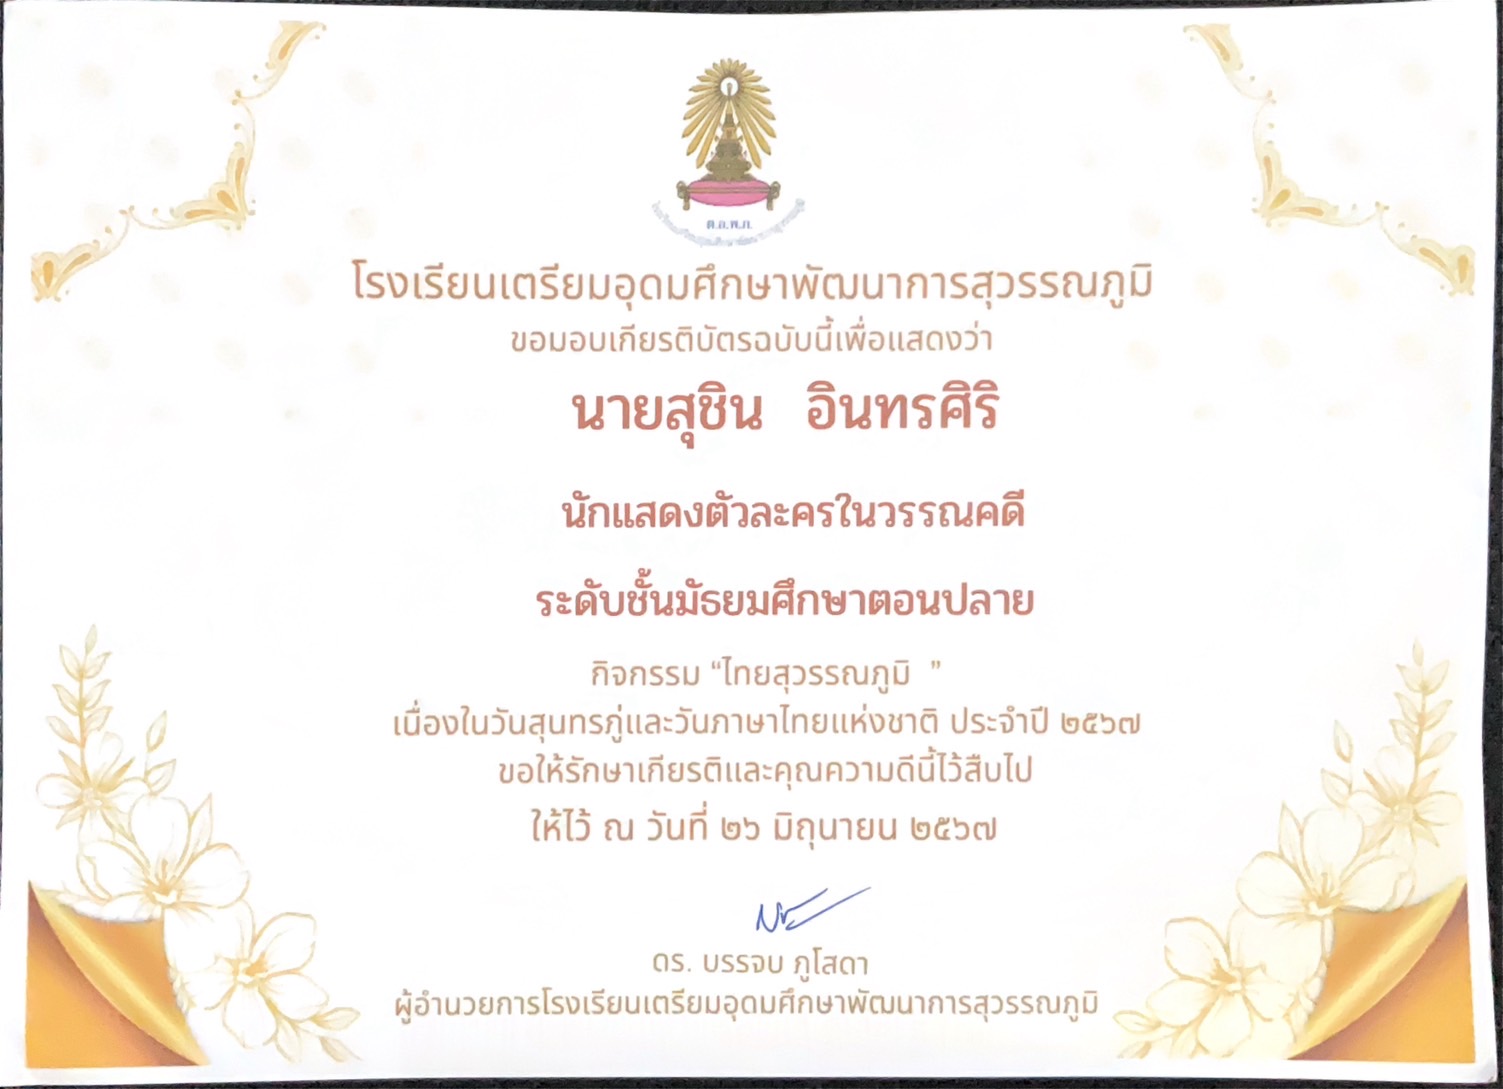 ต.อ.พ.ภ.
โรงเรียนเตรียมอุดมศึกษาพัฒนาการสุวรรณภูมิ
ขอมอบเกียรติบัตรฉบับนี้เพื่อแสดงว่า
นายสุชิน อินทรศิริ
นักแสดงตัวละครในวรรณคดี
ระดับชั้นมัธยมศึกษาตอนปลาย
กิจกรรม “ไทยสุวรรณภูมิ ”
เนื่องในวันสุนทรภู่และวันภาษาไทยแห่งชาติ ประจำปี ๒๕๖๗
ขอให้รักษาเกียรติและคุณความดีนี้ไว้สืบไป
ให้ไว้ ณ วันที่ ๒๖ มิถุนายน ๒๕๖๗
ดร. บรรจบ ภูโสดา
ผู้อำนวยการโรงเรียนเตรียมอุดมศึกษาพัฒนาการสุวรรณภูมิ